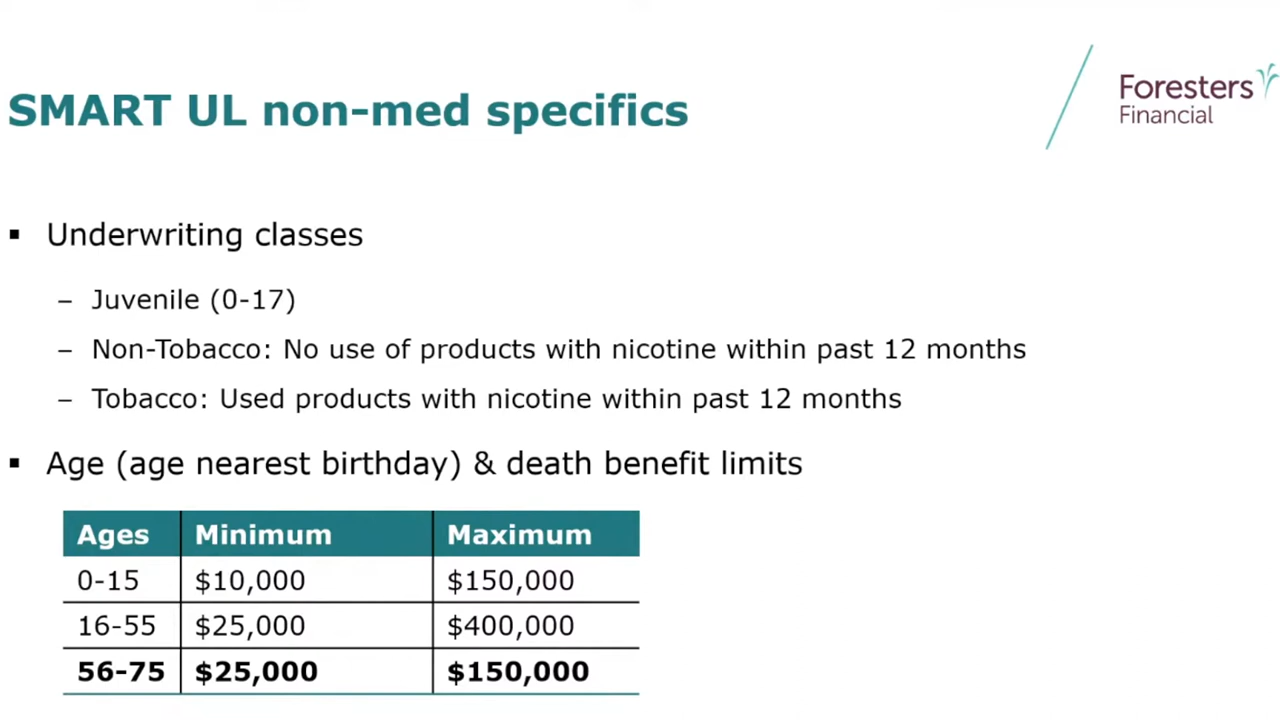 SMART UL non-med specifics
Foresters
Financial
▪ Underwriting classes
– Juvenile (0-17)
– Non-Tobacco: No use of products with nicotine within past 12 months
– Tobacco: Used products with nicotine within past 12 months
▪ Age (age nearest birthday) & death benefit limits
Ages Minimum Maximum
0-15 $10,000 $150,000
16-55 $25,000 $400,000
56-75 $25,000 $150,000